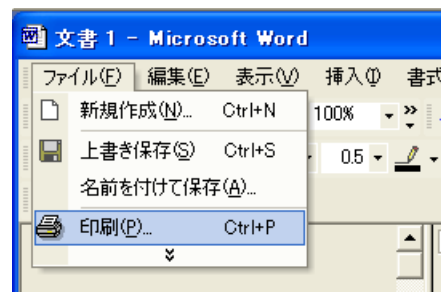 文書 1 - Microsoft Word
ファイル(F) 編集(E) 表示(V) 挿入(I) 書式
新規作成(N)... Ctrl+N 100%
上書き保存(S) Ctrl+S 0.5
名前を付けて保存(A)...
印刷(P)... Ctrl+P